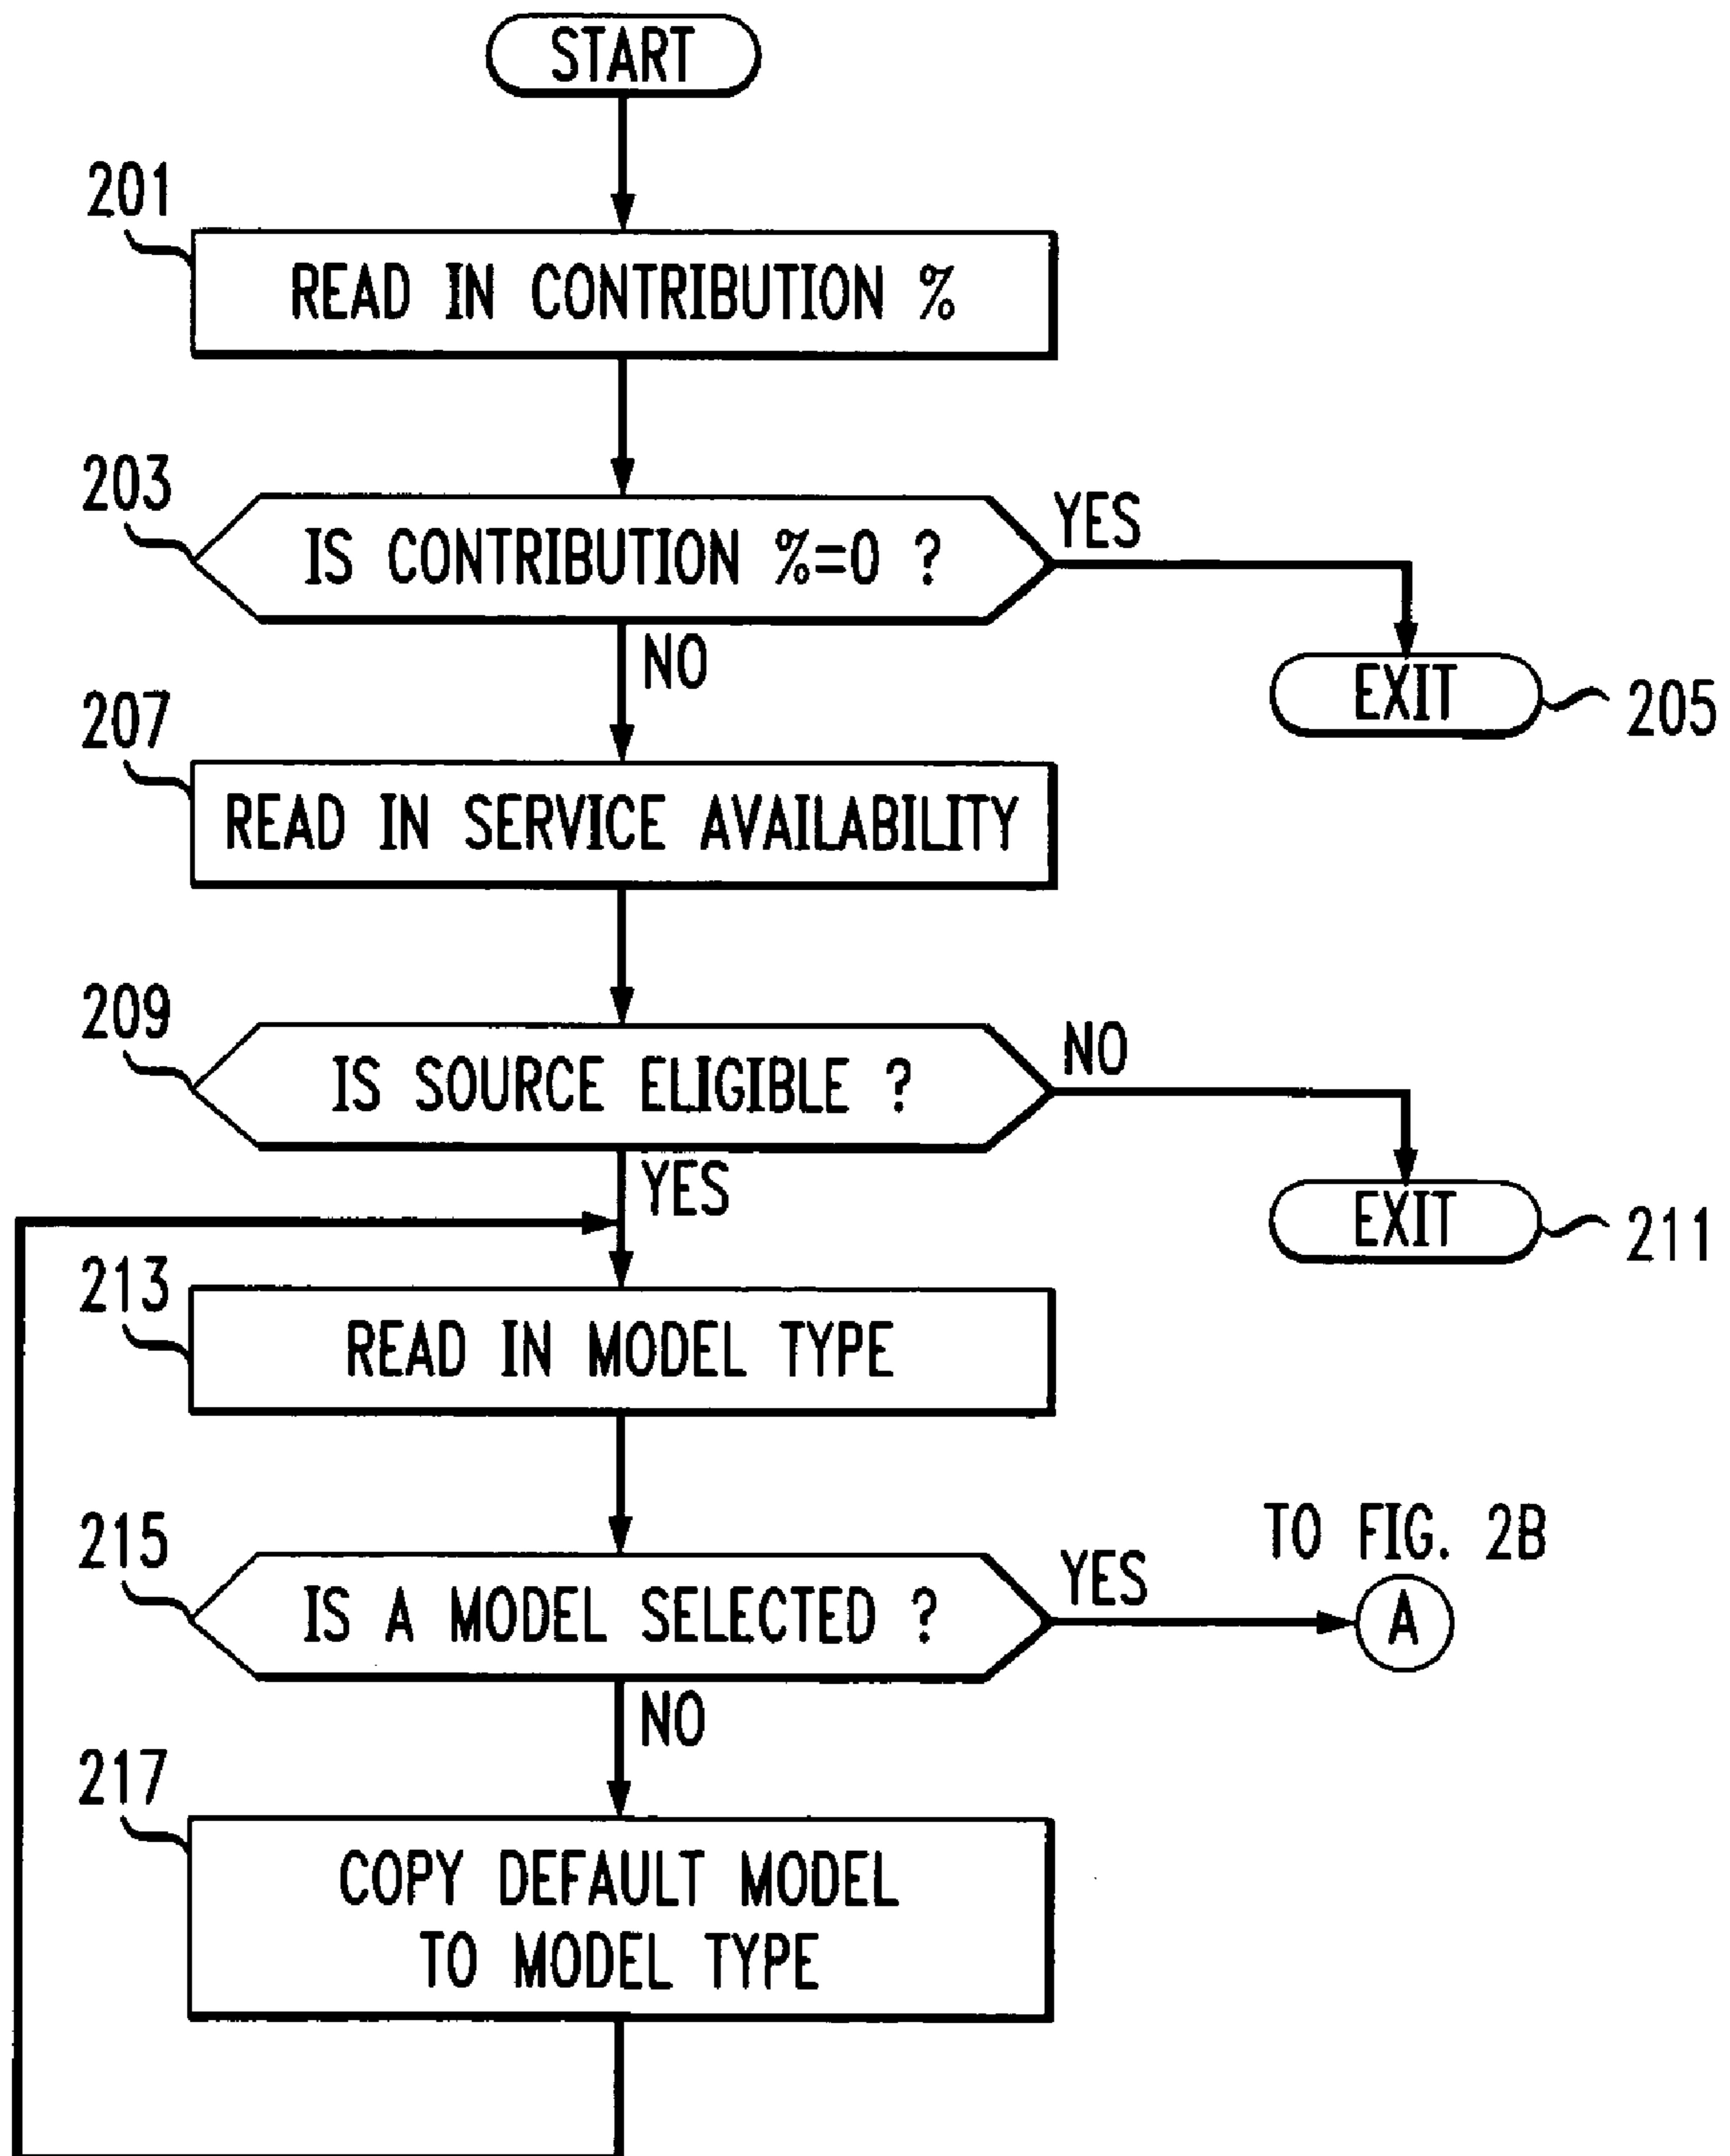 START
201
READ IN CONTRIBUTION %
203
IS CONTRIBUTION %=0 ?
YES
NO
EXIT
205
207
READ IN SERVICE AVAILABILITY
209
IS SOURCE ELIGIBLE ?
NO
YES
EXIT
211
213
READ IN MODEL TYPE
215
IS A MODEL SELECTED ?
YES
TO FIG. 2B
A
NO
217
COPY DEFAULT MODEL
TO MODEL TYPE